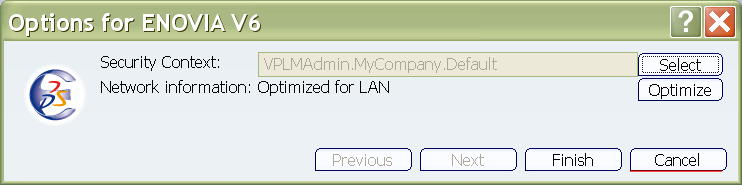 Options for ENOVIA V6
Security Context: VPLMAdmin.MyCompany.Default Select
Network information: Optimized for LAN Optimize
Previous Next Finish Cancel